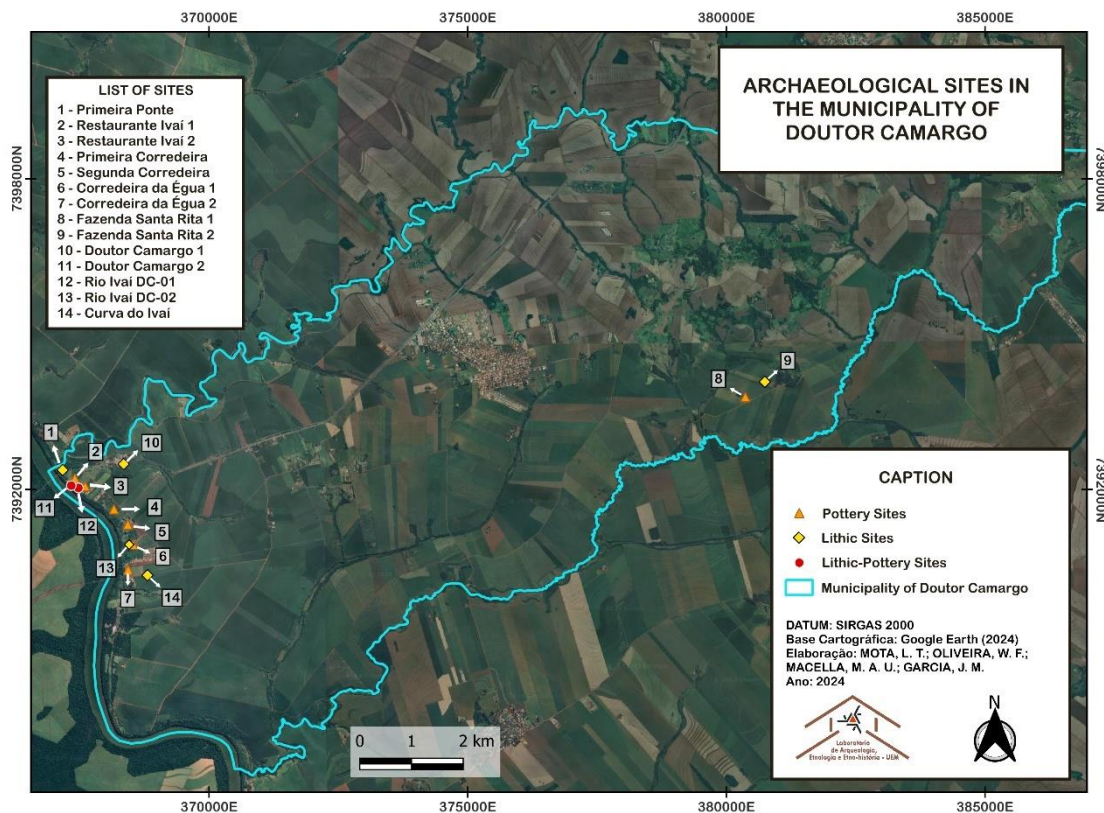 370000E
375000E
380000E
385000E
ARCHAEOLOGICAL SITES IN
THE MUNICIPALITY OF
DOUTOR CAMARGO
LIST OF SITES
1 - Primeira Ponte
2 - Restaurante Ivaí 1
3 - Restaurante Ivaí 2
4 - Primeira Corredeira
5 - Segunda Corredeira
6 - Corredeira da Égua 1
7 - Corredeira da Égua 2
8 - Fazenda Santa Rita 1
9 - Fazenda Santa Rita 2
10 - Doutor Camargo 1
11 - Doutor Camargo 2
12 - Rio Ivaí DC-01
13 - Rio Ivaí DC-02
14 - Curva do Ivaí
7398000N
7398000N
9
8
1
2
10
3
11
4
12
5
13
6
7
14
7392000N
7392000N
CAPTION
Pottery Sites
Lithic Sites
Lithic-Pottery Sites
Municipality of Doutor Camargo
DATUM: SIRGAS 2000
Base Cartográfica: Google Earth (2024)
Elaboração: MOTA, L. T.; OLIVEIRA, W. F.;
MACELLA, M. A. U.; GARCIA, J. M.
Ano: 2024
Laboratório
de Arqueologia,
Etnologia e Etno-história - UEM
N
0 1 2 km
370000E
375000E
380000E
385000E